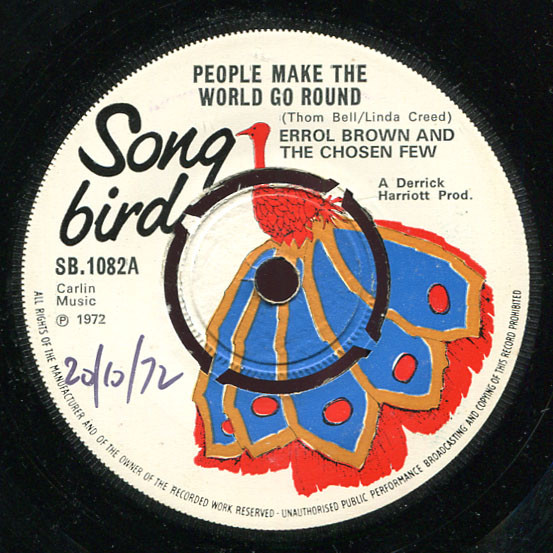 PEOPLE MAKE THE
WORLD GO ROUND
(Thom Bell/Linda Creed)
ERROL BROWN AND
THE CHOSEN FEW
Song
bird
A Derrick
Harriott Prod.
SB.1082A
Carlin
Music
℗ 1972
20/10/72
ALL RIGHTS OF THE MANUFACTURER AND OF THE OWNER OF THE RECORDED WORK RESERVED - UNAUTHORISED PUBLIC PERFORMANCE BROADCASTING AND COPYING OF THIS RECORD PROHIBITED